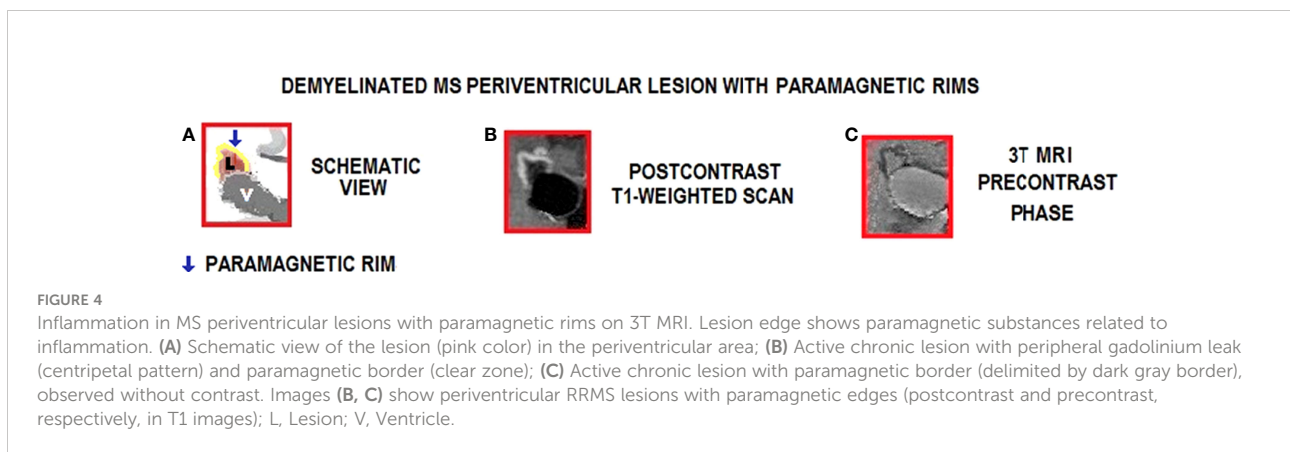 DEMYELINATED MS PERIVENTRICULAR LESION WITH PARAMAGNETIC RIMS
A
L
V
SCHEMATIC
VIEW
B
POSTCONTRAST
T1-WEIGHTED SCAN
C
3T MRI
PRECONTRAST
PHASE
PARAMAGNETIC RIM
FIGURE 4
Inflammation in MS periventricular lesions with paramagnetic rims on 3T MRI. Lesion edge shows paramagnetic substances related to
inflammation. (A) Schematic view of the lesion (pink color) in the periventricular area; (B) Active chronic lesion with peripheral gadolinium leak
(centripetal pattern) and paramagnetic border (clear zone); (C) Active chronic lesion with paramagnetic border (delimited by dark gray border),
observed without contrast. Images (B, C) show periventricular RRMS lesions with paramagnetic edges (postcontrast and precontrast,
respectively, in T1 images); L, Lesion; V, Ventricle.